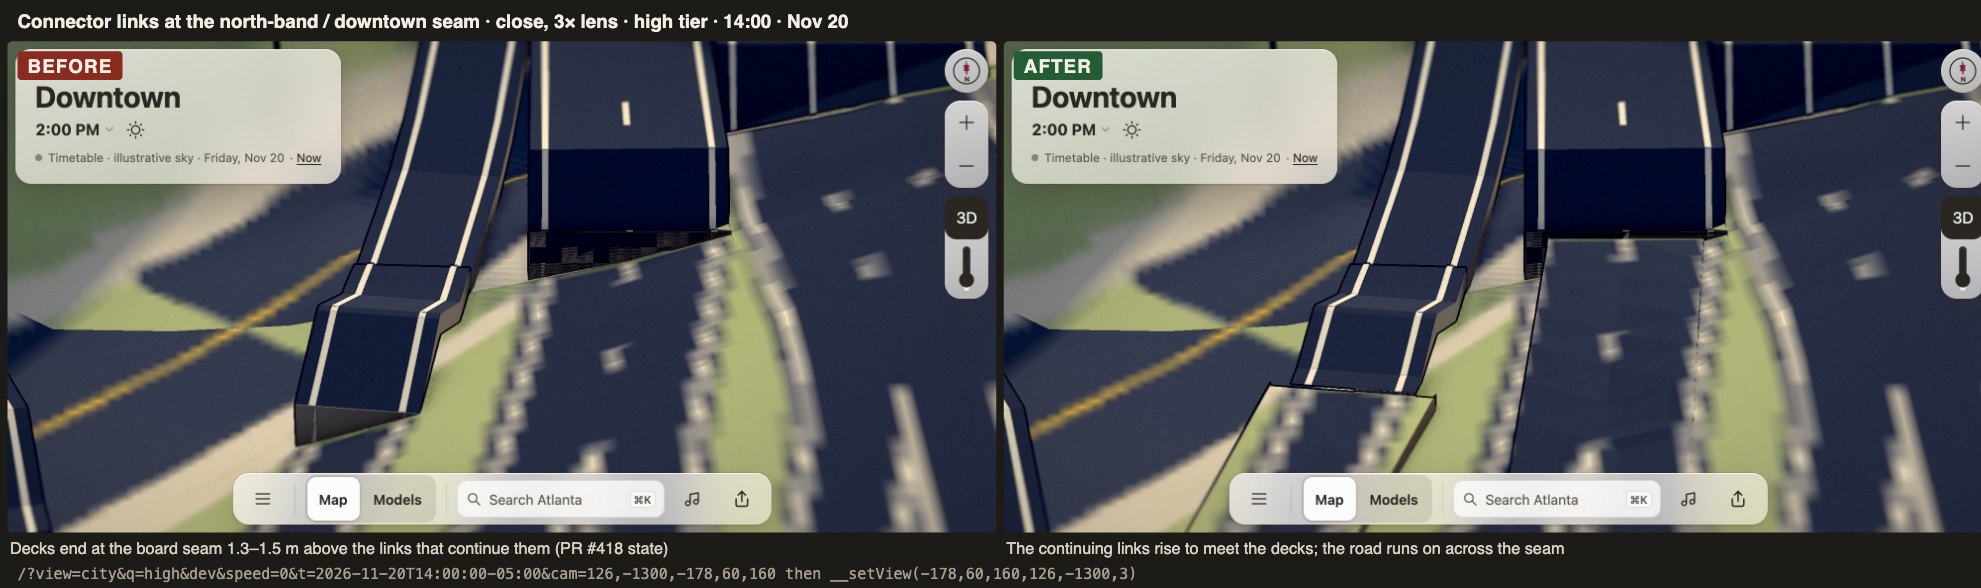 Connector links at the north-band / downtown seam · close, 3× lens · high tier · 14:00 · Nov 20
BEFORE
Downtown
2:00 PM
Timetable · illustrative sky · Friday, Nov 20 · Now
N
+
−
3D
Map Models Search Atlanta ⌘K
Decks end at the board seam 1.3–1.5 m above the links that continue them (PR #418 state)
AFTER
Downtown
2:00 PM
Timetable · illustrative sky · Friday, Nov 20 · Now
N
+
−
3D
Map Models Search Atlanta ⌘K
The continuing links rise to meet the decks; the road runs on across the seam
/?view=city&q=high&dev&speed=0&t=2026-11-20T14:00:00-05:00&cam=126,-1300,-178,60,160 then __setView(-178,60,160,126,-1300,3)